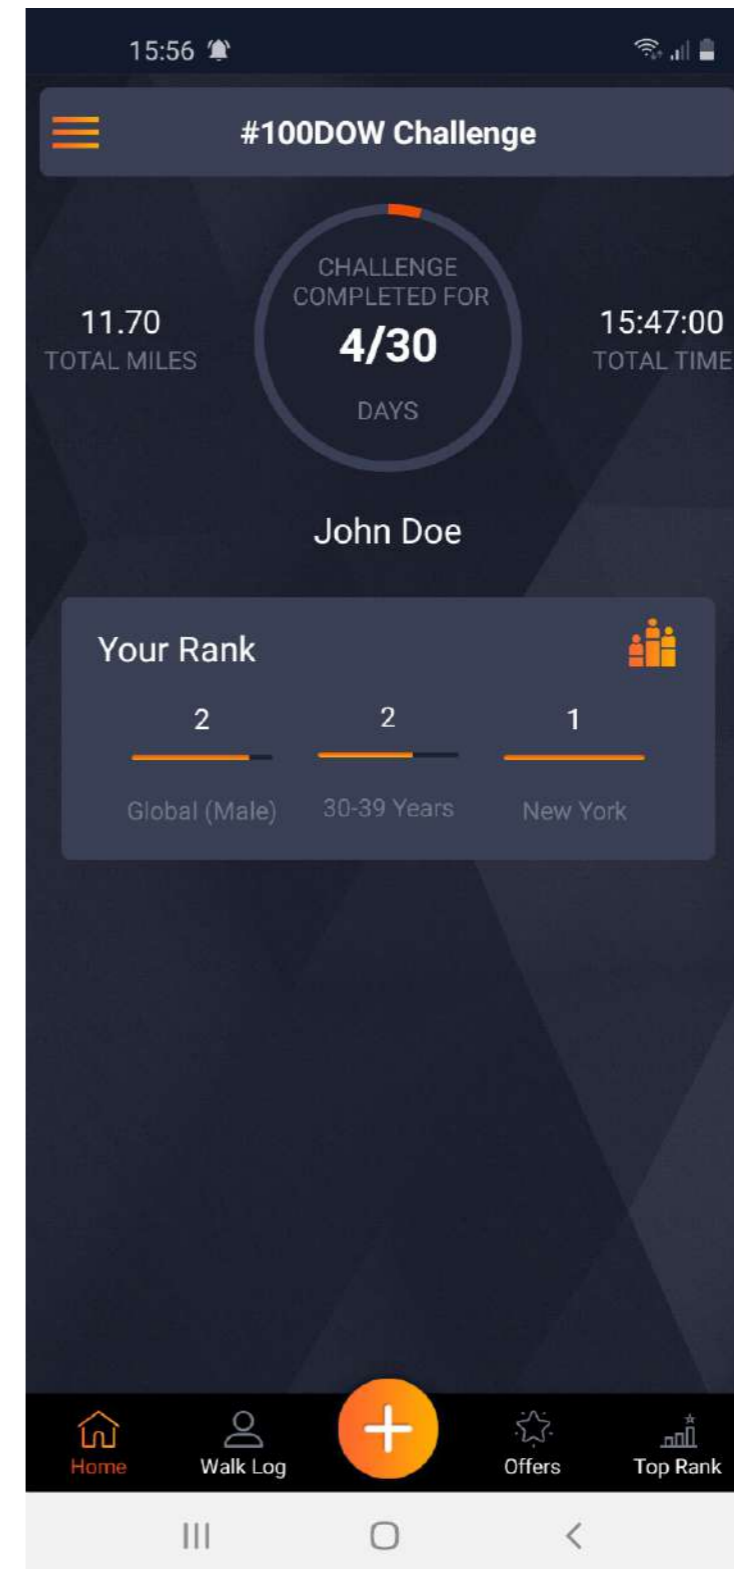 15:56
#100DOW Challenge
CHALLENGE
COMPLETED FOR
4/30
DAYS
11.70
TOTAL MILES
15:47:00
TOTAL TIME
John Doe
Your Rank
2
2
1
Global (Male)
30-39 Years
New York
Home
Walk Log
Offers
Top Rank